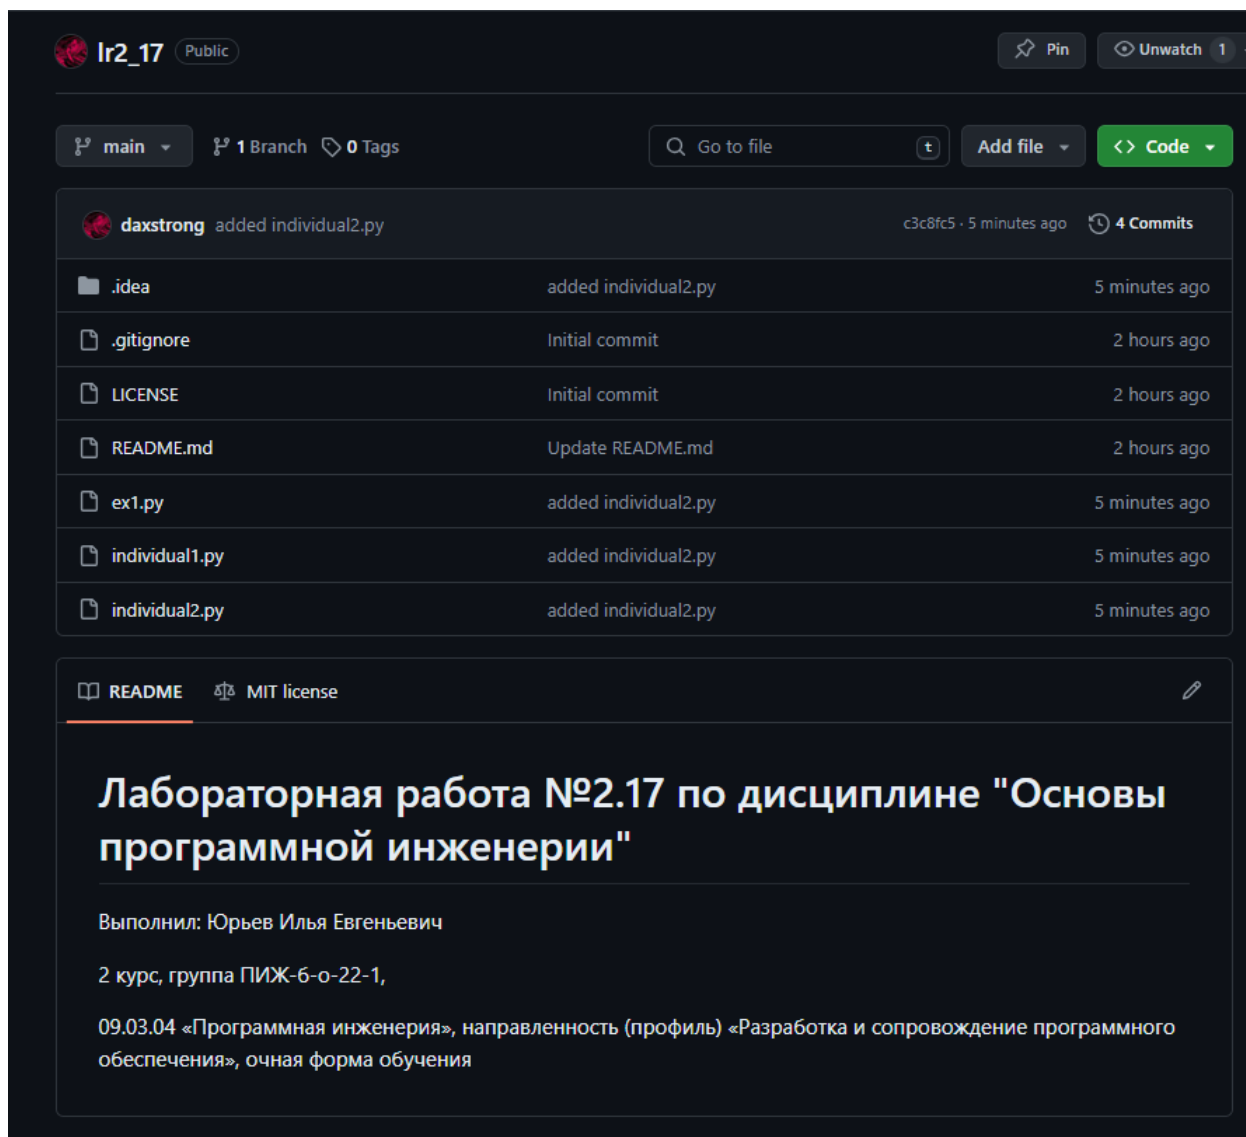 lr2_17 Public Pin Unwatch 1
main 1 Branch 0 Tags Go to file t Add file Code
daxstrong added individual2.py c3c8fc5 · 5 minutes ago 4 Commits
.idea added individual2.py 5 minutes ago
.gitignore Initial commit 2 hours ago
LICENSE Initial commit 2 hours ago
README.md Update README.md 2 hours ago
ex1.py added individual2.py 5 minutes ago
individual1.py added individual2.py 5 minutes ago
individual2.py added individual2.py 5 minutes ago
README MIT license
Лабораторная работа №2.17 по дисциплине "Основы
программной инженерии"
Выполнил: Юрьев Илья Евгеньевич
2 курс, группа ПИЖ-б-о-22-1,
09.03.04 «Программная инженерия», направленность (профиль) «Разработка и сопровождение программного
обеспечения», очная форма обучения